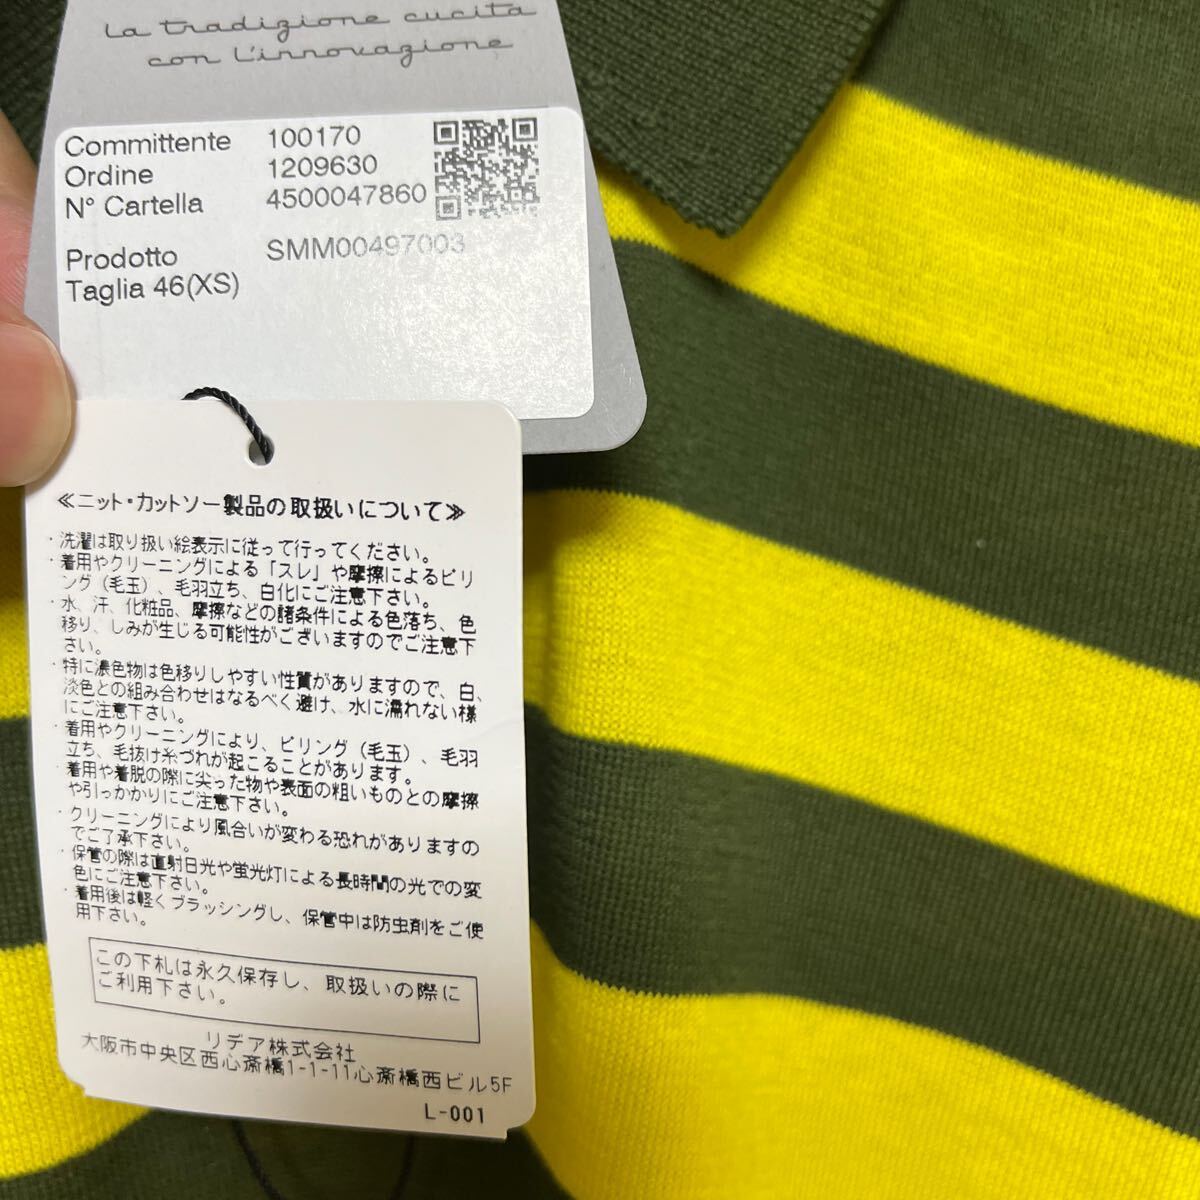 la tradizione cucita
con l'innovazione
Committente 100170
Ordine 1209630
N° Cartella 4500047860
Prodotto SMM00497003
Taglia 46(XS)
≪ニット・カットソー製品の取扱いについて≫
・洗濯は取り扱い絵表示に従って行ってください。
・着用やクリーニングによる「スレ」や摩擦によるピリ
ング（毛玉）、毛羽立ち、白化にご注意下さい。
・水、汗、化粧品、摩擦などの諸条件による色落ち、色
移り、しみが生じる可能性がございますのでご注意下
さい。
・特に濃色物は色移りしやすい性質がありますので、白、
淡色との組み合わせはなるべく避け、水に濡れない様
にご注意下さい。
・着用やクリーニングにより、ピリング（毛玉）、毛羽
立ち、毛抜け糸づれが起こることがあります。
・着用や着脱の際に尖った物や表面の粗いものとの摩擦
や引っかかりにご注意下さい。
・クリーニングにより風合いが変わる恐れがありますの
でご了承下さい。
・保管の際は直射日光や蛍光灯による長時間の光での変
色にご注意下さい。
・着用後は軽くブラッシングし、保管中は防虫剤をご使
用下さい。
この下札は永久保存し、取扱いの際に
ご利用下さい。
リデア株式会社
大阪市中央区西心斎橋1-1-11心斎橋西ビル5F
L-001